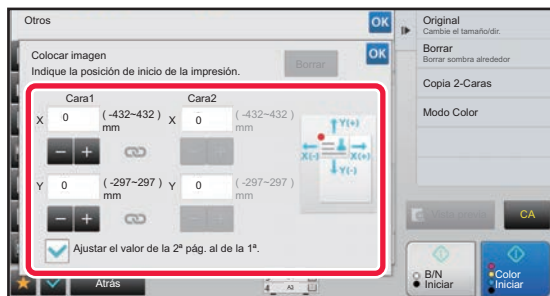 Otros
OK
Colocar imagen
Indique la posición de inicio de la impresión.
Borrar
OK
Cara1
Cara2
X 0 (-432~432) mm
X 0 (-432~432) mm
- +
- +
Y 0 (-297~297) mm
Y 0 (-297~297) mm
- +
- +
Y(+)
X(-) X(+)
Y(-)
Ajustar el valor de la 2ª pág. al de la 1ª.
Atrás
4 A3
Original
Cambie el tamaño/dir.
Borrar
Borrar sombra alrededor
Copia 2-Caras
Modo Color
CA
B/N
Iniciar
Color
Iniciar